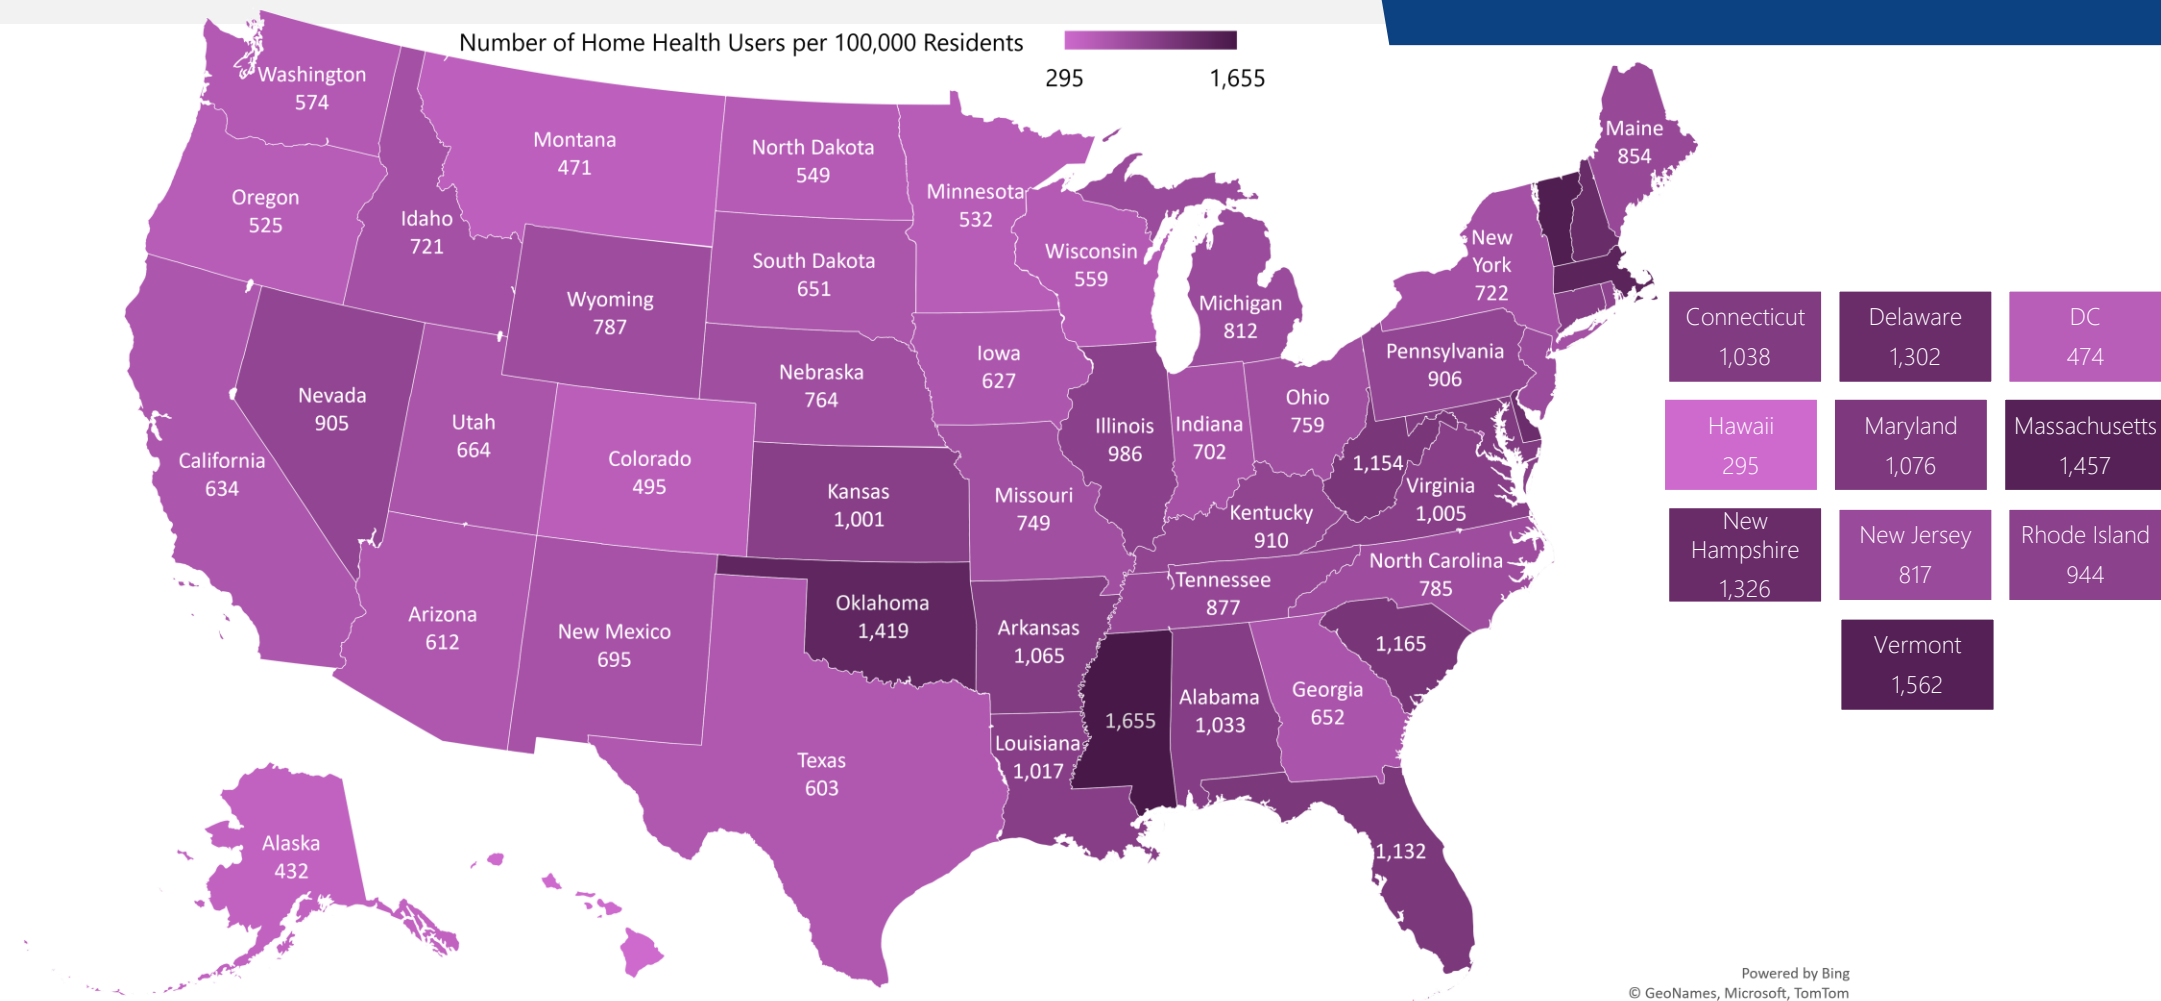 Number of Home Health Users per 100,000 Residents
295
1,655
Washington
574
Oregon
525
California
634
Nevada
905
Idaho
721
Montana
471
Wyoming
787
Utah
664
Colorado
495
Arizona
612
New Mexico
695
North Dakota
549
South Dakota
651
Nebraska
764
Kansas
1,001
Oklahoma
1,419
Texas
603
Minnesota
532
Iowa
627
Missouri
749
Arkansas
1,065
Louisiana
1,017
Wisconsin
559
Illinois
986
Michigan
812
Indiana
702
Ohio
759
Kentucky
910
Tennessee
877
1,655
Alabama
1,033
Georgia
652
1,132
1,165
North Carolina
785
Virginia
1,005
1,154
Pennsylvania
906
New
York
722
Maine
854
Alaska
432
Connecticut
1,038
Delaware
1,302
DC
474
Hawaii
295
Maryland
1,076
Massachusetts
1,457
New
Hampshire
1,326
New Jersey
817
Rhode Island
944
Vermont
1,562
Powered by Bing
© GeoNames, Microsoft, TomTom